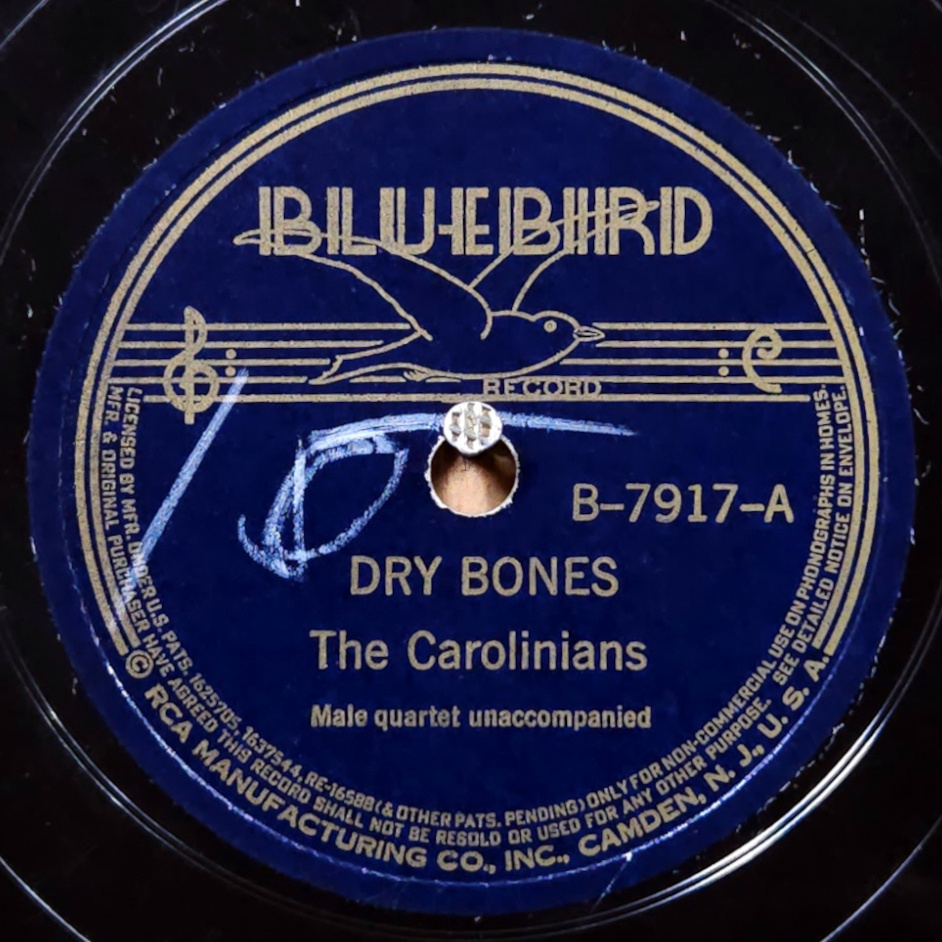 BLUEBIRD
RECORD
B-7917-A
DRY BONES
The Carolinians
Male quartet unaccompanied
LICENSED BY MFR. UNDER U.S. PATS. 1625705, 1637544, RE-16588 (& OTHER PATS. PENDING) ONLY FOR NON-COMMERCIAL USE ON PHONOGRAPHS IN HOMES.
MFR. & ORIGINAL PURCHASER HAVE AGREED THIS RECORD SHALL NOT BE RESOLD OR USED FOR ANY OTHER PURPOSE. SEE DETAILED NOTICE ON ENVELOPE.
© RCA MANUFACTURING CO., INC., CAMDEN, N. J., U. S. A.